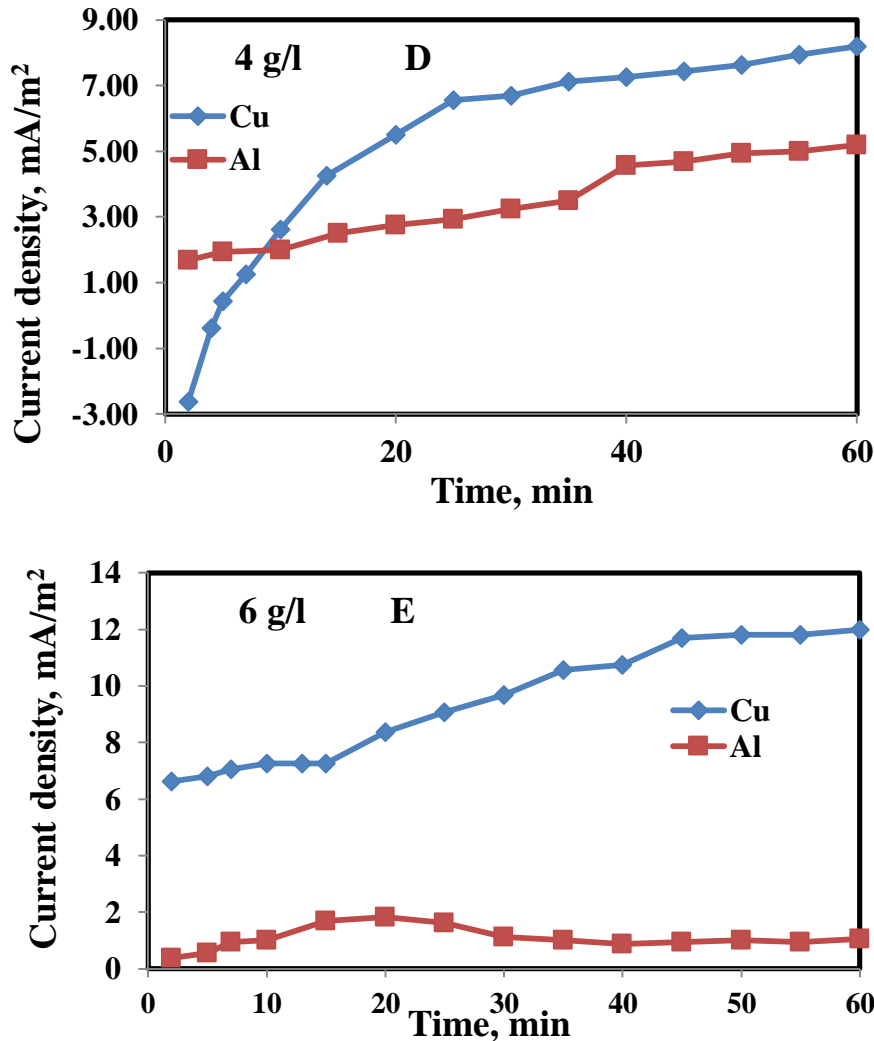 9.00
7.00
5.00
3.00
1.00
-1.00
-3.00
Current density, mA/m²
4 g/l D
Cu
Al
0 20 40 60
Time, min
14
12
10
8
6
4
2
0
Current density, mA/m²
6 g/l E
Cu
Al
0 10 20 30 40 50 60
Time, min